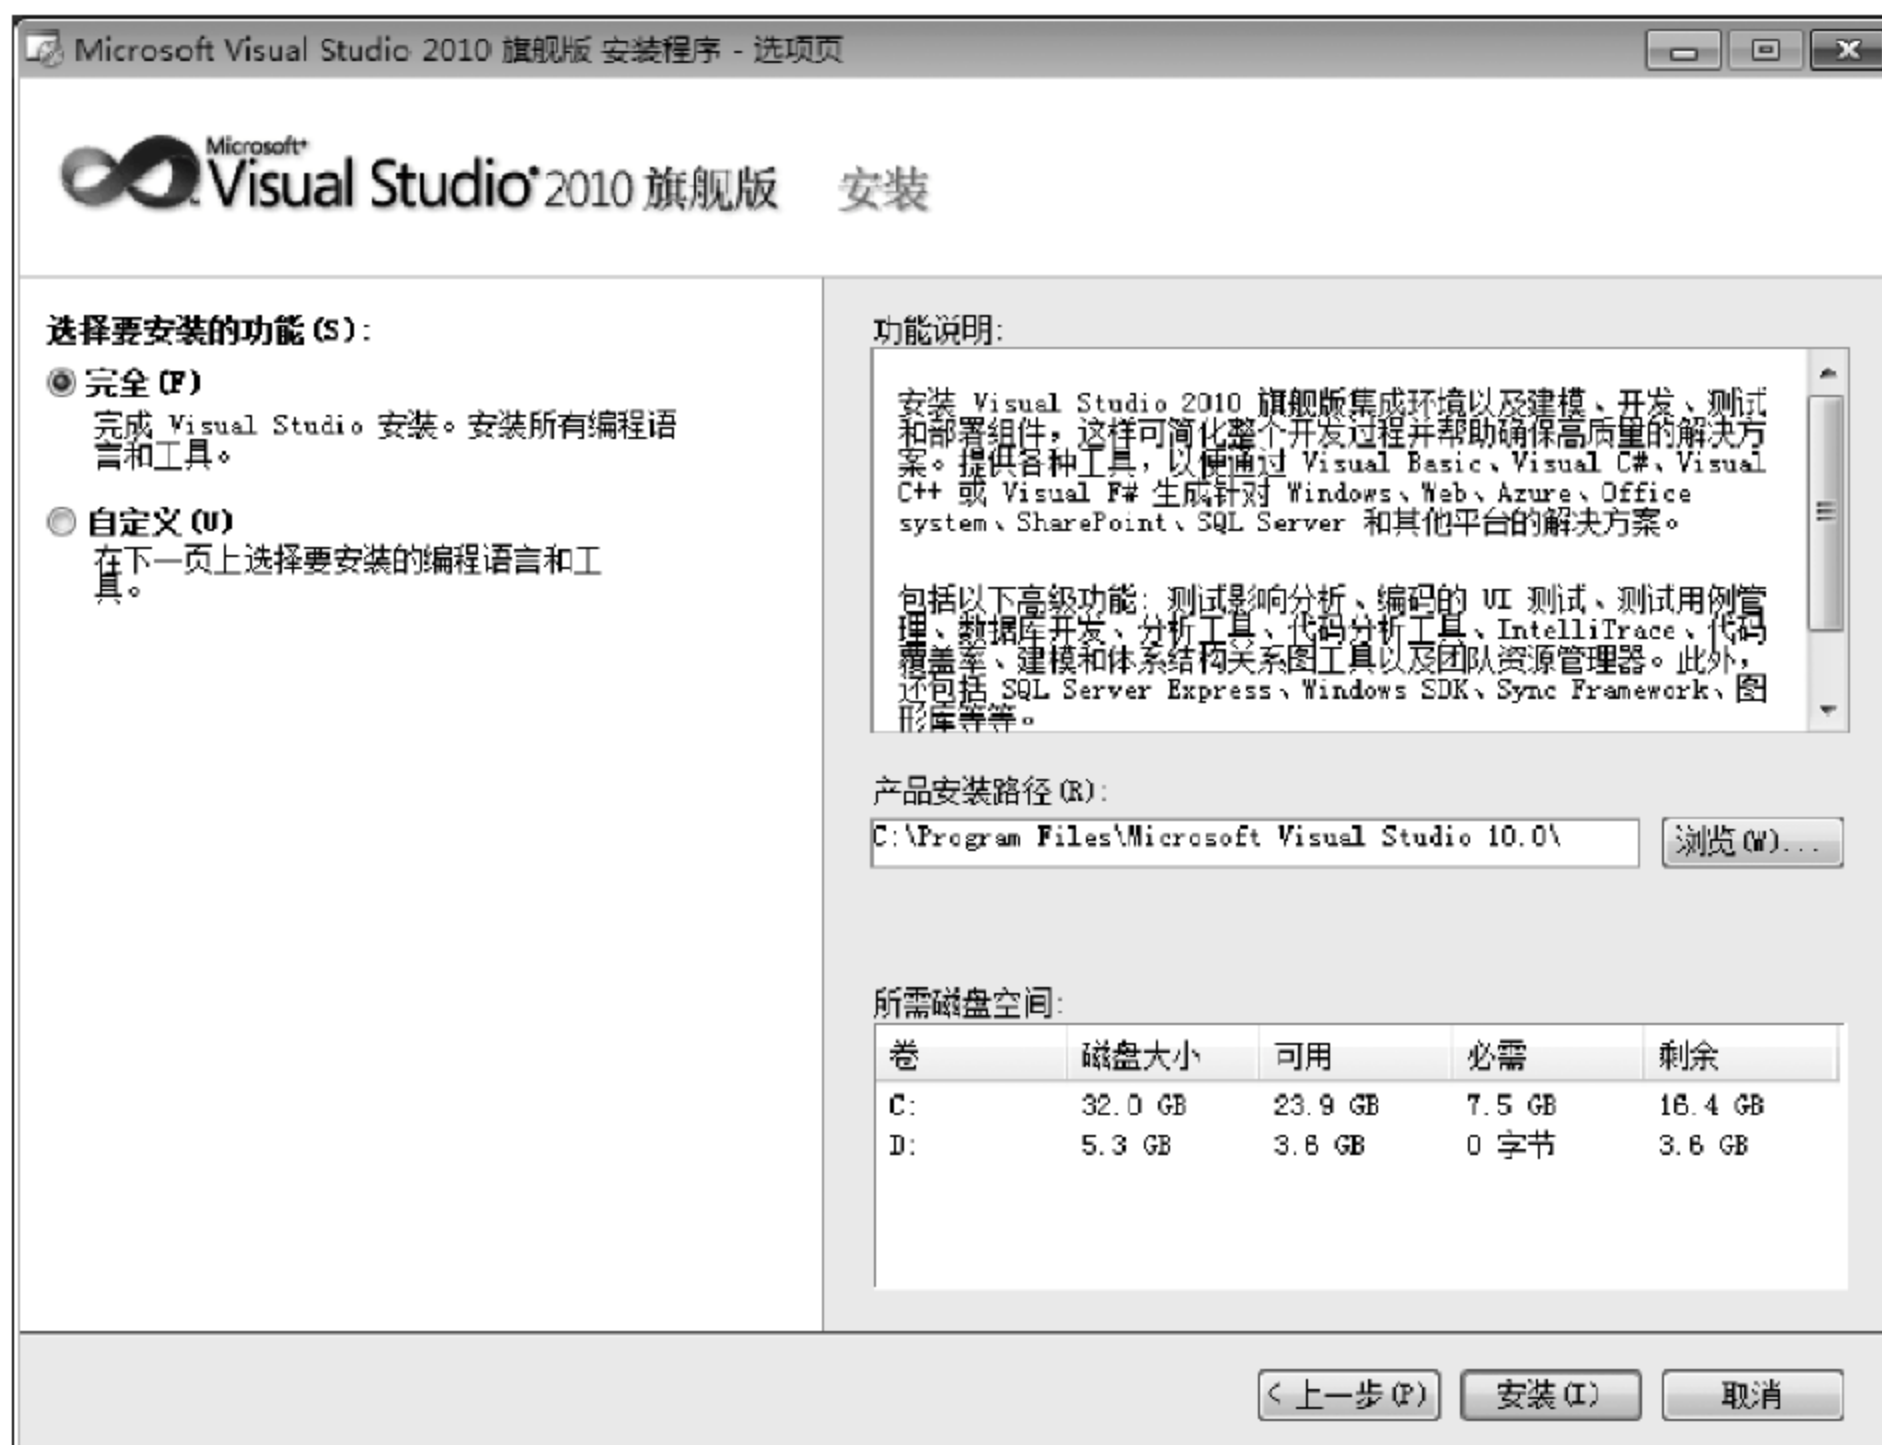 Microsoft Visual Studio 2010 旗舰版 安装程序 - 选项页
Microsoft
Visual Studio 2010 旗舰版 安装
选择要安装的功能(S):
完全(F)
完成 Visual Studio 安装。安装所有编程语
言和工具。
自定义(U)
在下一页上选择要安装的编程语言和工
具。
功能说明:
安装 Visual Studio 2010 旗舰版集成环境以及建模、开发、测试
和部署组件，这样可简化整个开发过程并帮助确保高质量的解决方
案。提供各种工具，以便通过 Visual Basic、Visual C#、Visual
C++ 或 Visual F# 生成针对 Windows、Web、Azure、Office
system、SharePoint、SQL Server 和其他平台的解决方案。
包括以下高级功能: 测试影响分析、编码的 UI 测试、测试用例管
理、数据库开发、分析工具、代码分析工具、IntelliTrace、代码
覆盖率、建模和体系结构关系图工具以及团队资源管理器。此外，
还包括 SQL Server Express、Windows SDK、Sync Framework、图
形库等等。
产品安装路径(R):
C:\Program Files\Microsoft Visual Studio 10.0\
浏览(W)...
所需磁盘空间:
卷 磁盘大小 可用 必需 剩余
C: 32.0 GB 23.9 GB 7.5 GB 16.4 GB
D: 5.3 GB 3.6 GB 0 字节 3.6 GB
< 上一步(P) 安装(I) 取消